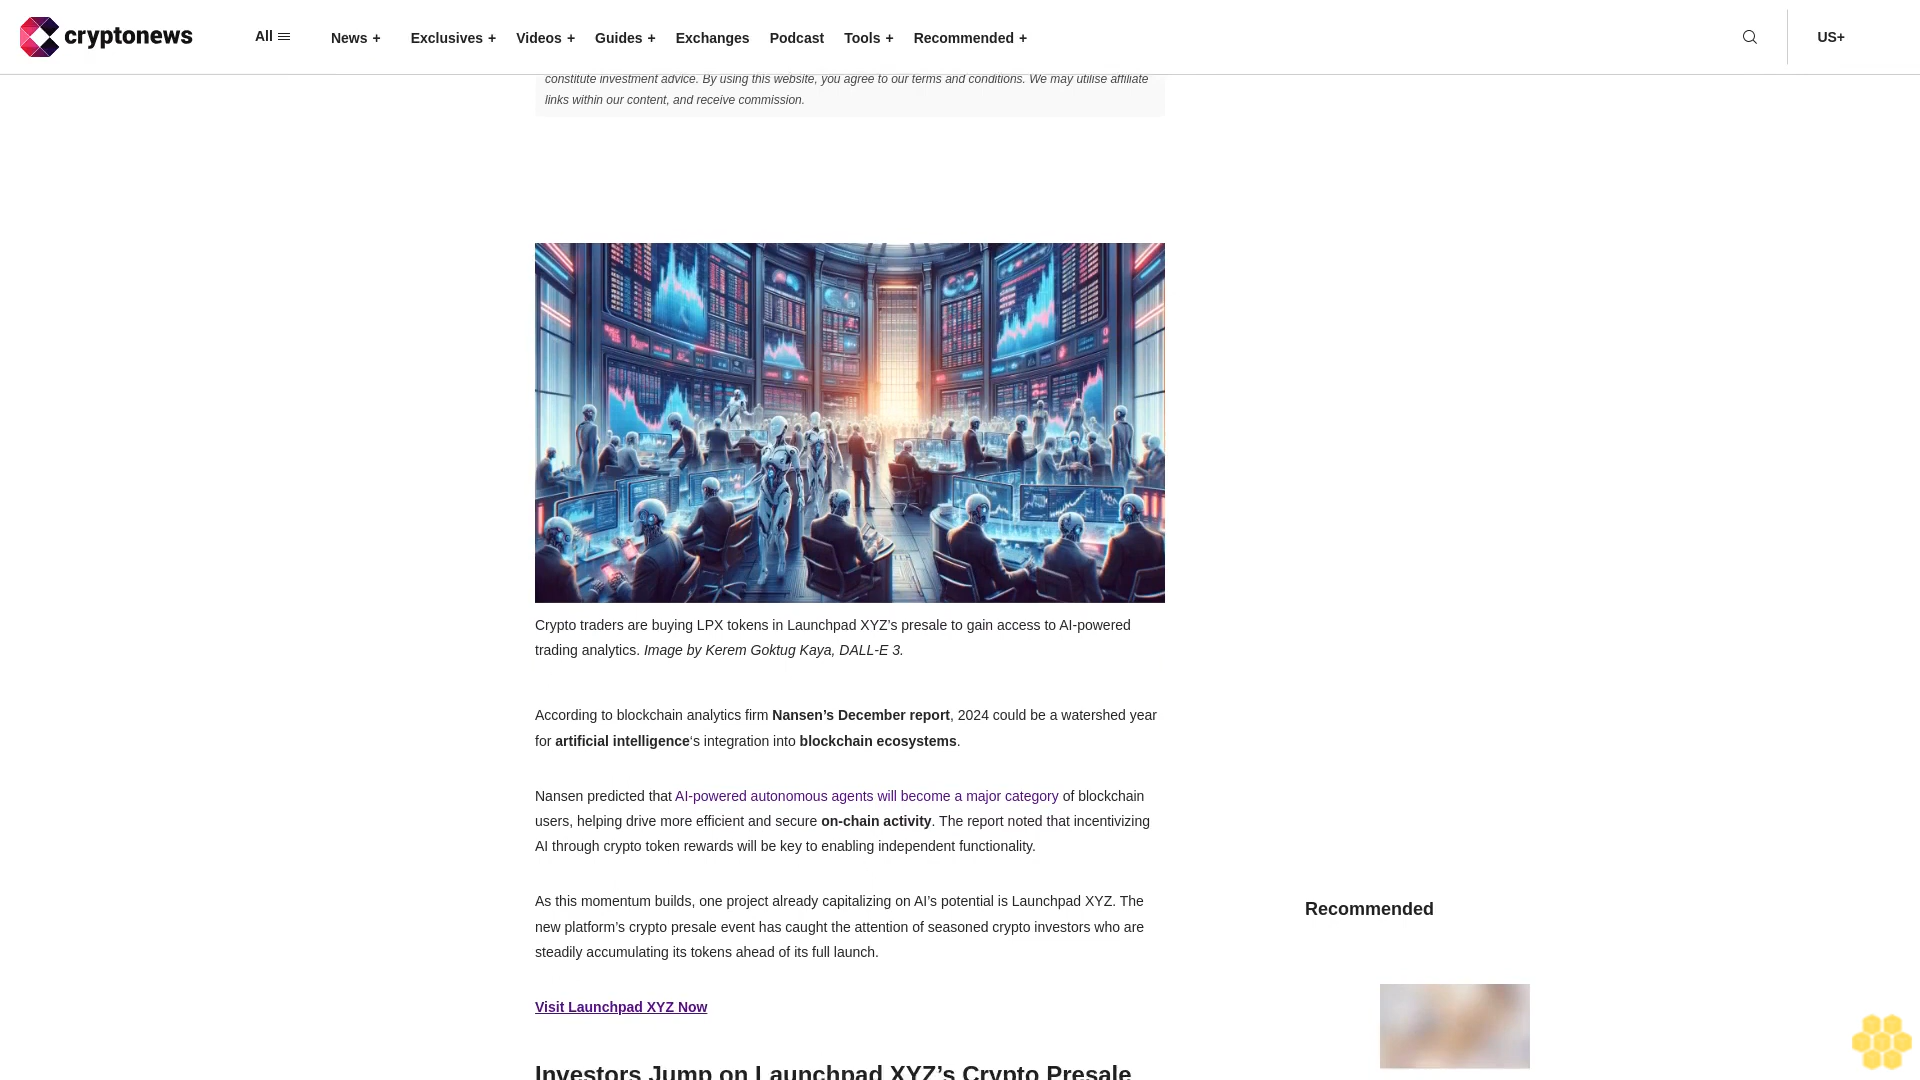 cryptonews
All
News +
Exclusives +
Videos +
Guides +
Exchanges
Podcast
Tools +
Recommended +
US+
constitute investment advice. By using this website, you agree to our terms and conditions. We may utilise affiliate
links within our content, and receive commission.
Crypto traders are buying LPX tokens in Launchpad XYZ’s presale to gain access to AI-powered
trading analytics. Image by Kerem Goktug Kaya, DALL-E 3.
According to blockchain analytics firm Nansen’s December report, 2024 could be a watershed year
for artificial intelligence‘s integration into blockchain ecosystems.
Nansen predicted that AI-powered autonomous agents will become a major category of blockchain
users, helping drive more efficient and secure on-chain activity. The report noted that incentivizing
AI through crypto token rewards will be key to enabling independent functionality.
As this momentum builds, one project already capitalizing on AI’s potential is Launchpad XYZ. The
new platform’s crypto presale event has caught the attention of seasoned crypto investors who are
steadily accumulating its tokens ahead of its full launch.
Recommended
Visit Launchpad XYZ Now
Investors Jump on Launchpad XYZ’s Crypto Presale